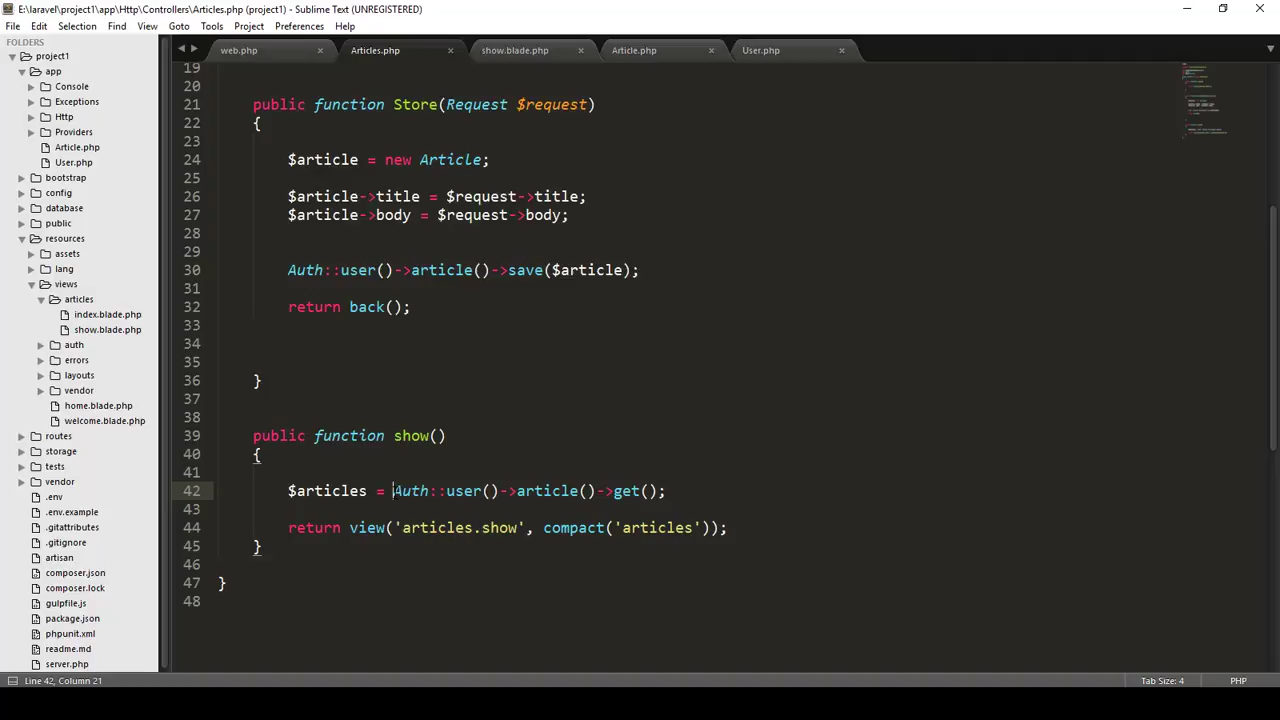 E:\laravel\project1\app\Http\Controllers\Articles.php (project1) - Sublime Text (UNREGISTERED)
File Edit Selection Find View Goto Tools Project Preferences Help
FOLDERS
project1
app
Console
Exceptions
Http
Providers
Article.php
User.php
bootstrap
config
database
public
resources
assets
lang
views
articles
index.blade.php
show.blade.php
auth
errors
layouts
vendor
home.blade.php
welcome.blade.php
routes
storage
tests
vendor
.env
.env.example
.gitattributes
.gitignore
artisan
composer.json
composer.lock
gulpfile.js
package.json
phpunit.xml
readme.md
server.php
web.php Articles.php show.blade.php Article.php User.php
19
20
21 public function Store(Request $request)
22 {
23
24 $article = new Article;
25
26 $article->title = $request->title;
27 $article->body = $request->body;
28
29
30 Auth::user()->article()->save($article);
31
32 return back();
33
34
35
36 }
37
38
39 public function show()
40 {
41
42 $articles = Auth::user()->article()->get();
43
44 return view('articles.show', compact('articles'));
45 }
46
47 }
48
Line 42, Column 21 Tab Size: 4 PHP